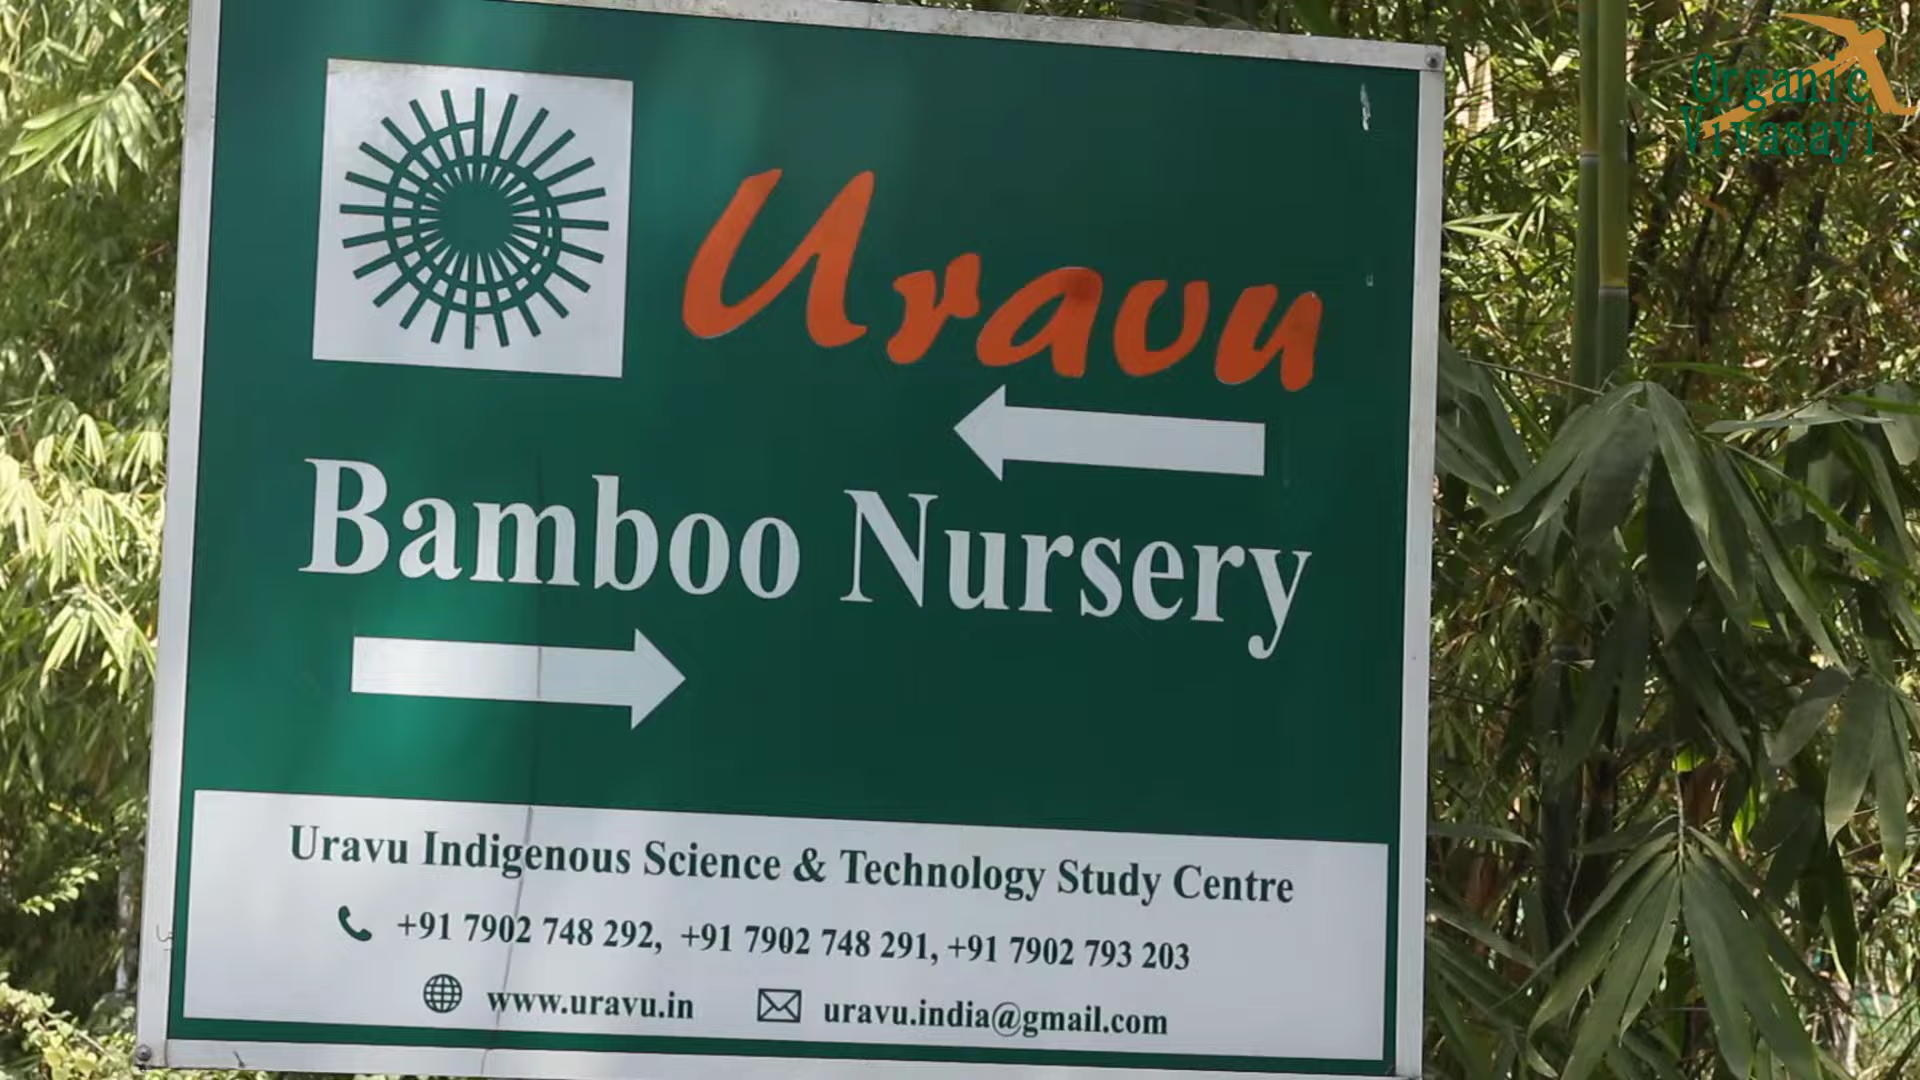 Organic
Vivasayi
Uravu
Bamboo Nursery
Uravu Indigenous Science & Technology Study Centre
+91 7902 748 292, +91 7902 748 291, +91 7902 793 203
www.uravu.in uravu.india@gmail.com